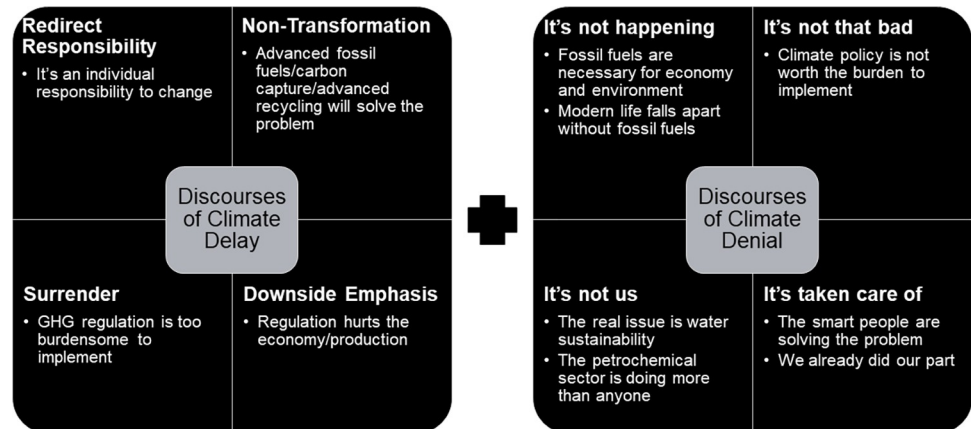 Redirect
Responsibility
• It's an individual
responsibility to change
Non-Transformation
• Advanced fossil
fuels/carbon
capture/advanced
recycling will solve the
problem
Discourses
of Climate
Delay
Surrender
• GHG regulation is too
burdensome to
implement
Downside Emphasis
• Regulation hurts the
economy/production
It's not happening
• Fossil fuels are
necessary for economy
and environment
• Modern life falls apart
without fossil fuels
It's not that bad
• Climate policy is not
worth the burden to
implement
Discourses
of Climate
Denial
It's not us
• The real issue is water
sustainability
• The petrochemical
sector is doing more
than anyone
It's taken care of
• The smart people are
solving the problem
• We already did our part